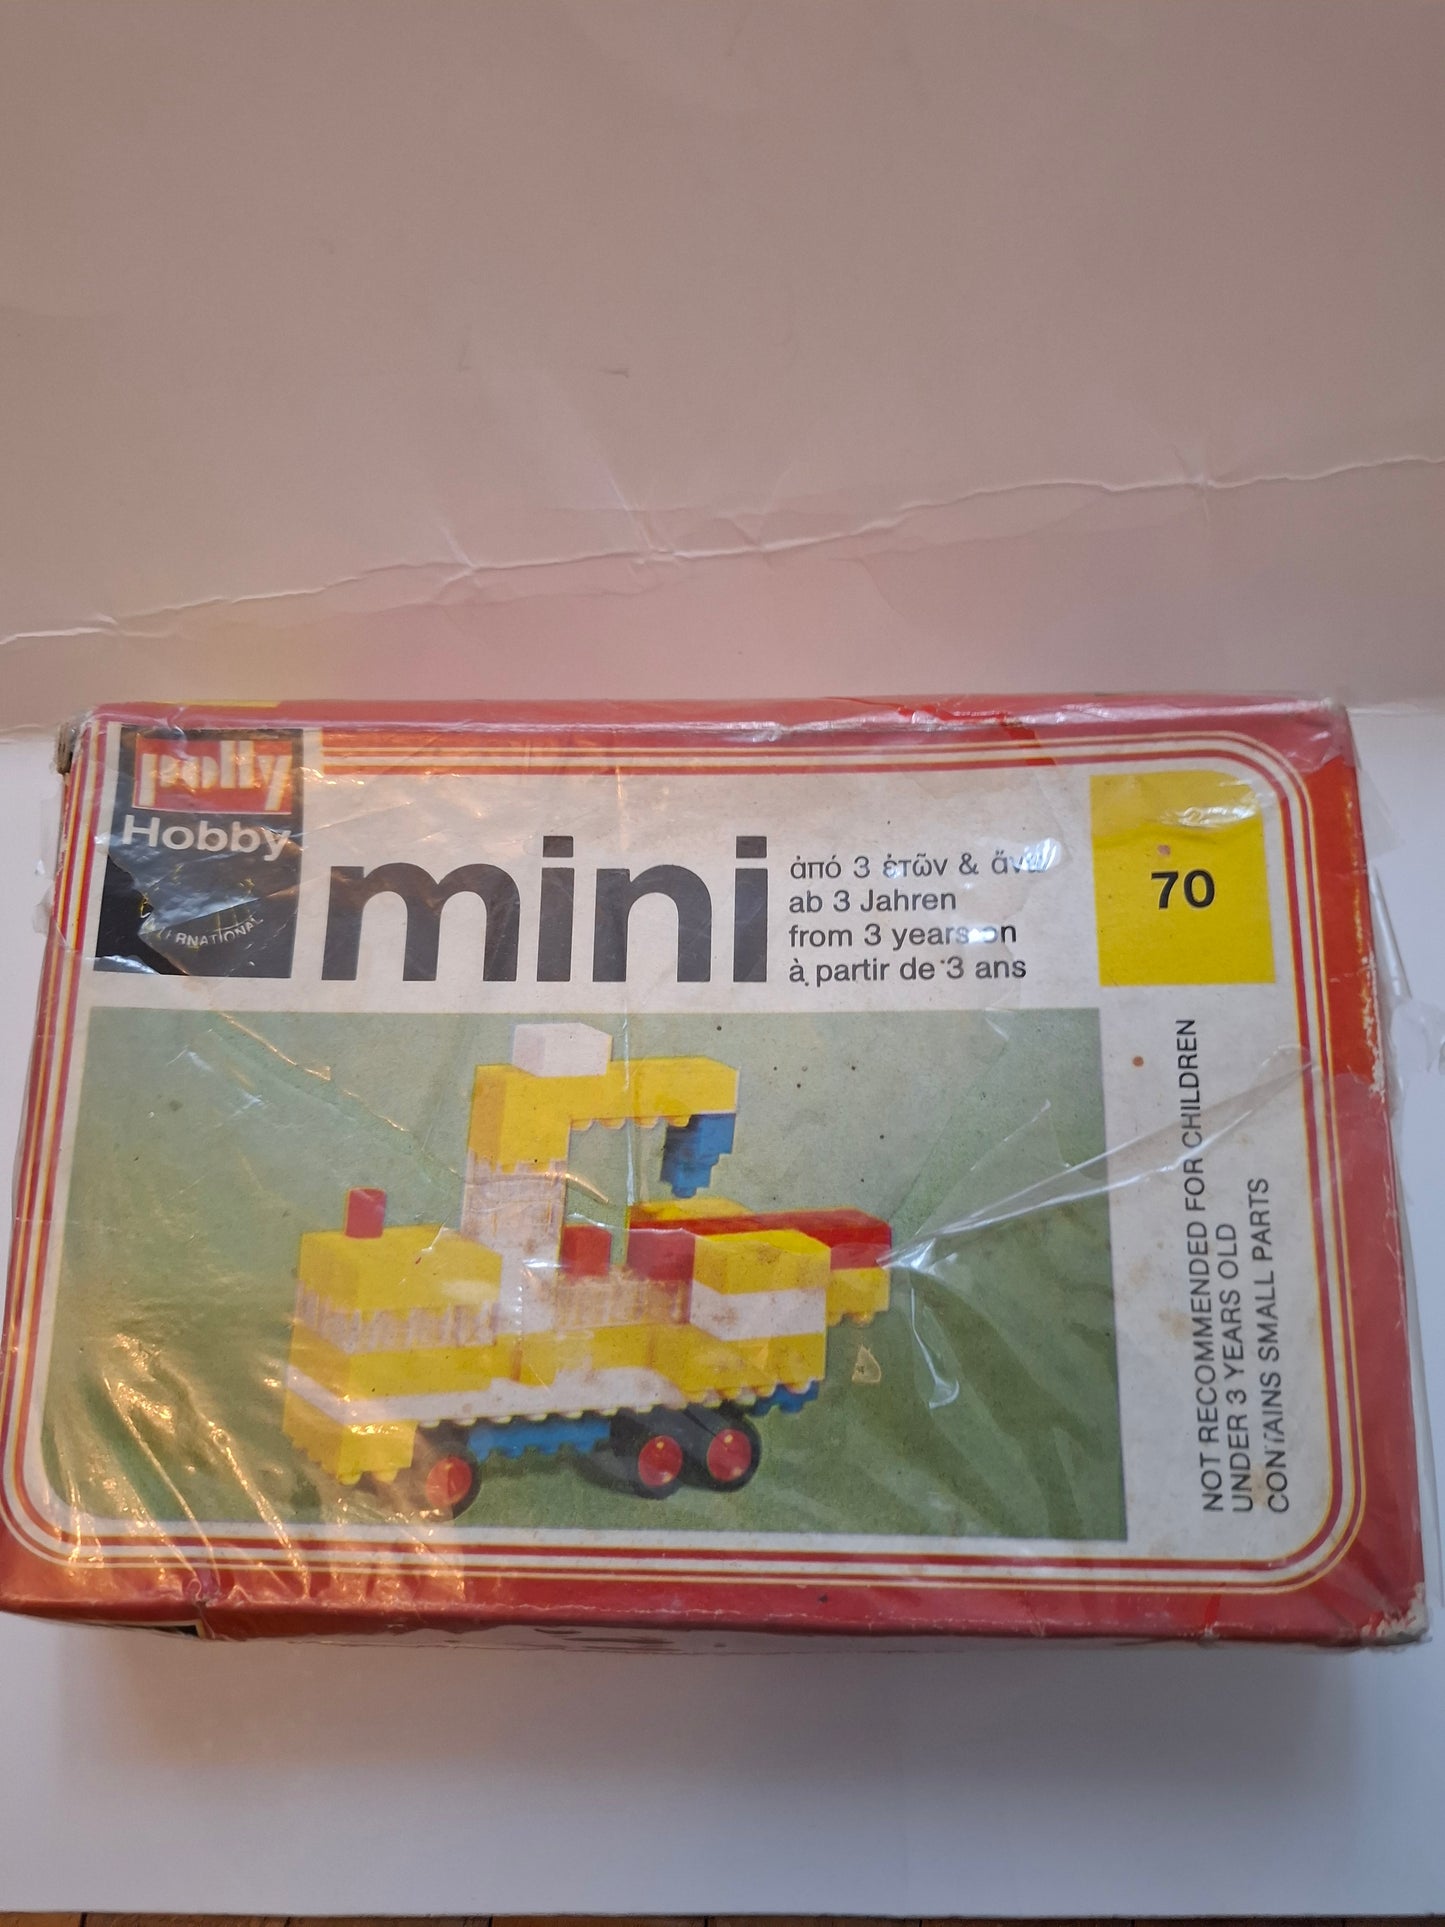 polly
Hobby
mini
ἀπό 3 ἐτῶν & ἄνω
ab 3 Jahren
from 3 years on
à partir de 3 ans
70
NOT RECOMMENDED FOR CHILDREN
UNDER 3 YEARS OLD
CONTAINS SMALL PARTS